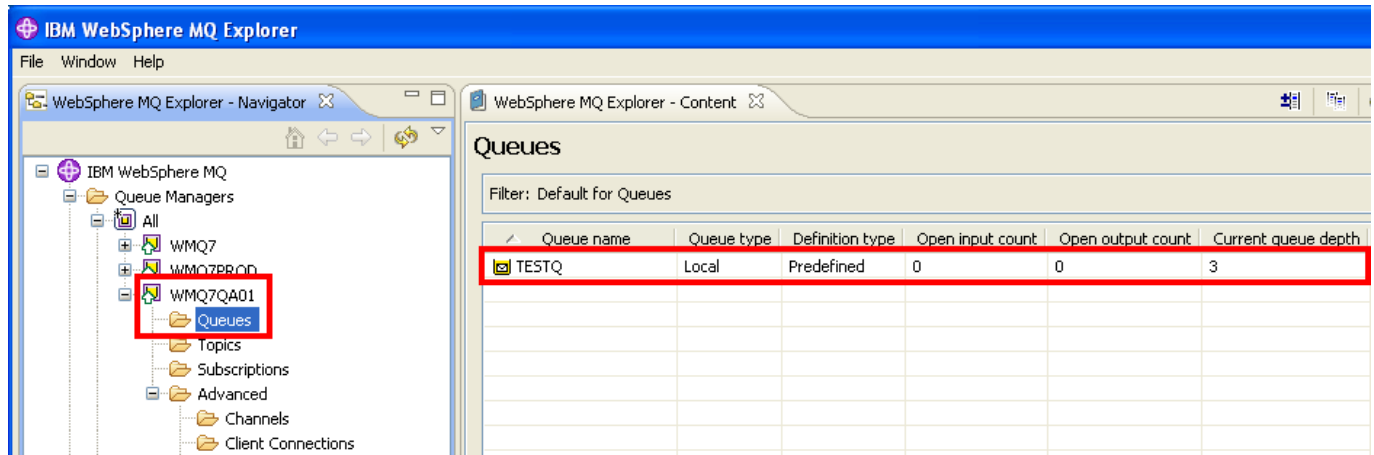 IBM WebSphere MQ Explorer
File Window Help
WebSphere MQ Explorer - Navigator
IBM WebSphere MQ
Queue Managers
All
WMQ7
WMQ7PROD
WMQ7QA01
Queues
Topics
Subscriptions
Advanced
Channels
Client Connections
WebSphere MQ Explorer - Content
Queues
Filter: Default for Queues
Queue name Queue type Definition type Open input count Open output count Current queue depth
TESTQ Local Predefined 0 0 3